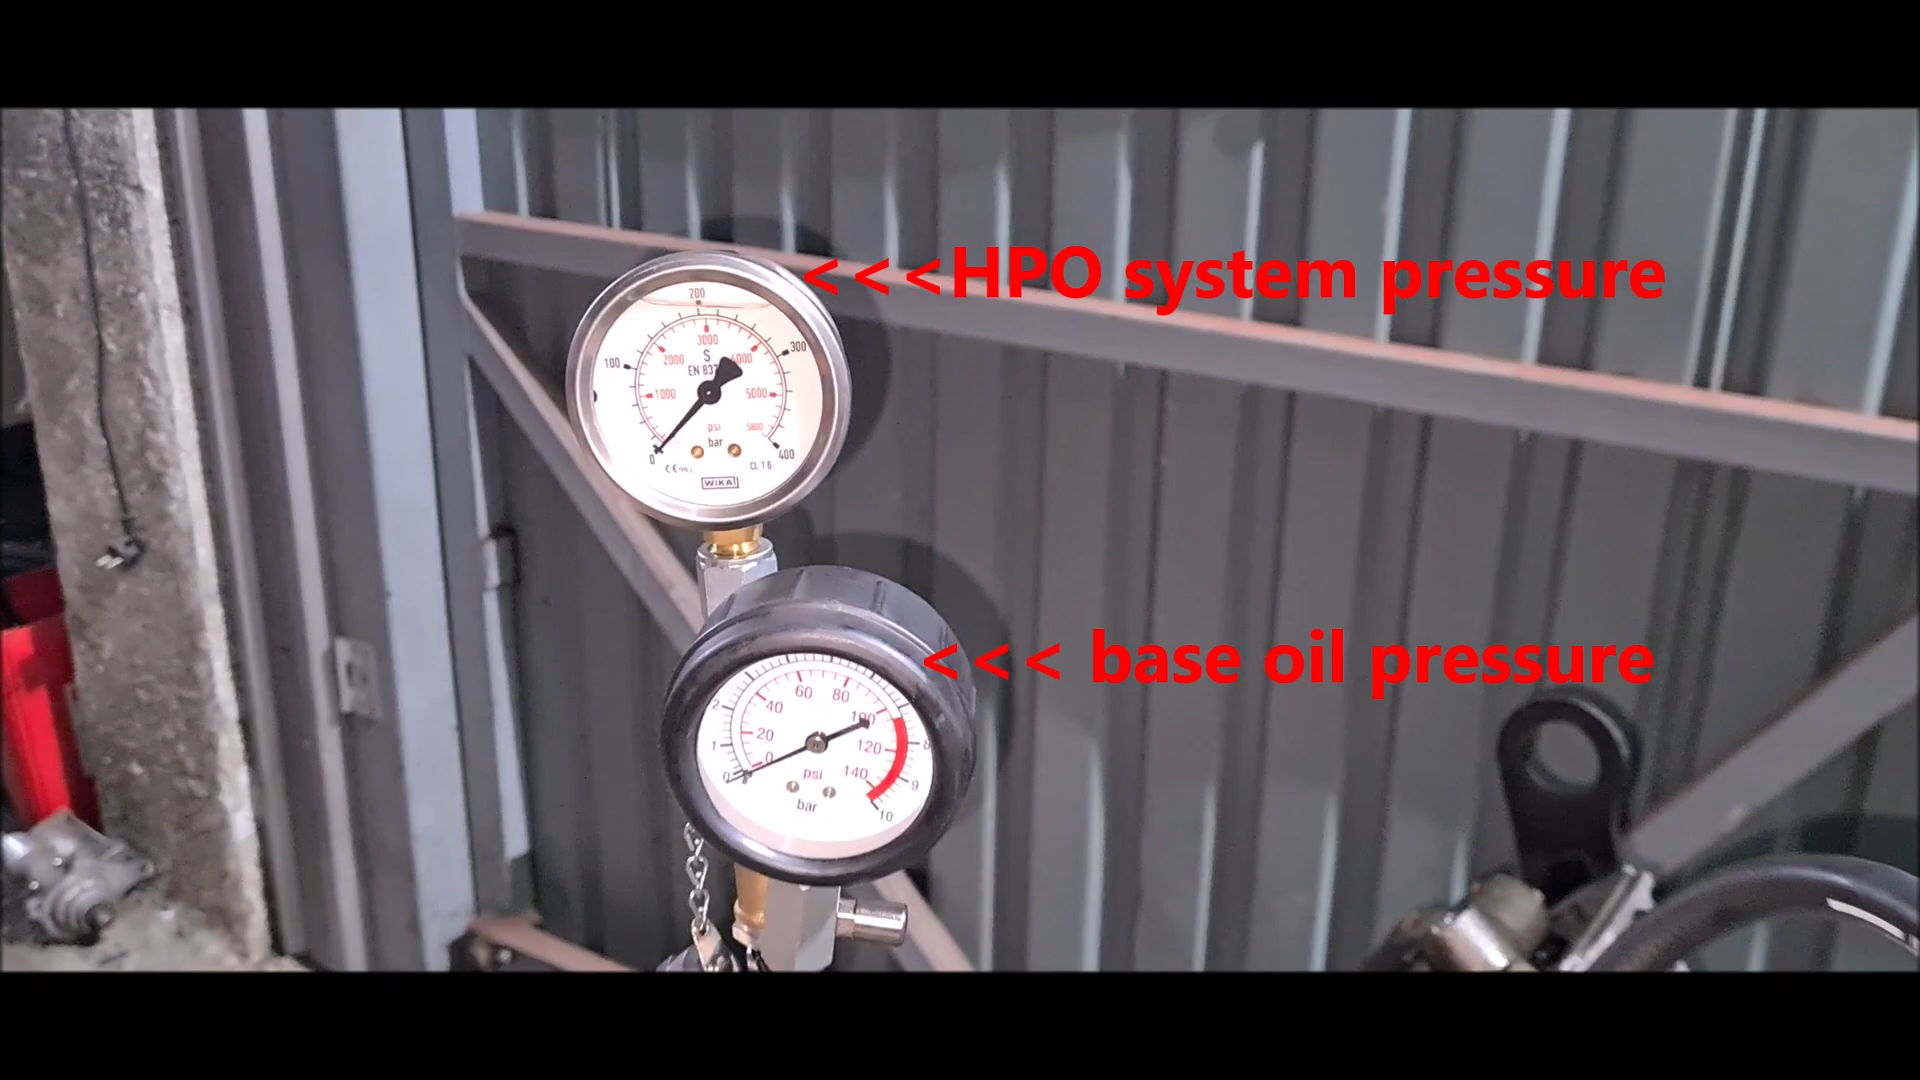 <<<HPO system pressure
200
100
300
3000
2000
4000
S
EN 837
1000
5000
psi
5800
bar
0
400
CL 1.6
WIKA
<<< base oil pressure
60
80
40
100
2
20
120
1
8
0
0
psi
140
9
bar
10